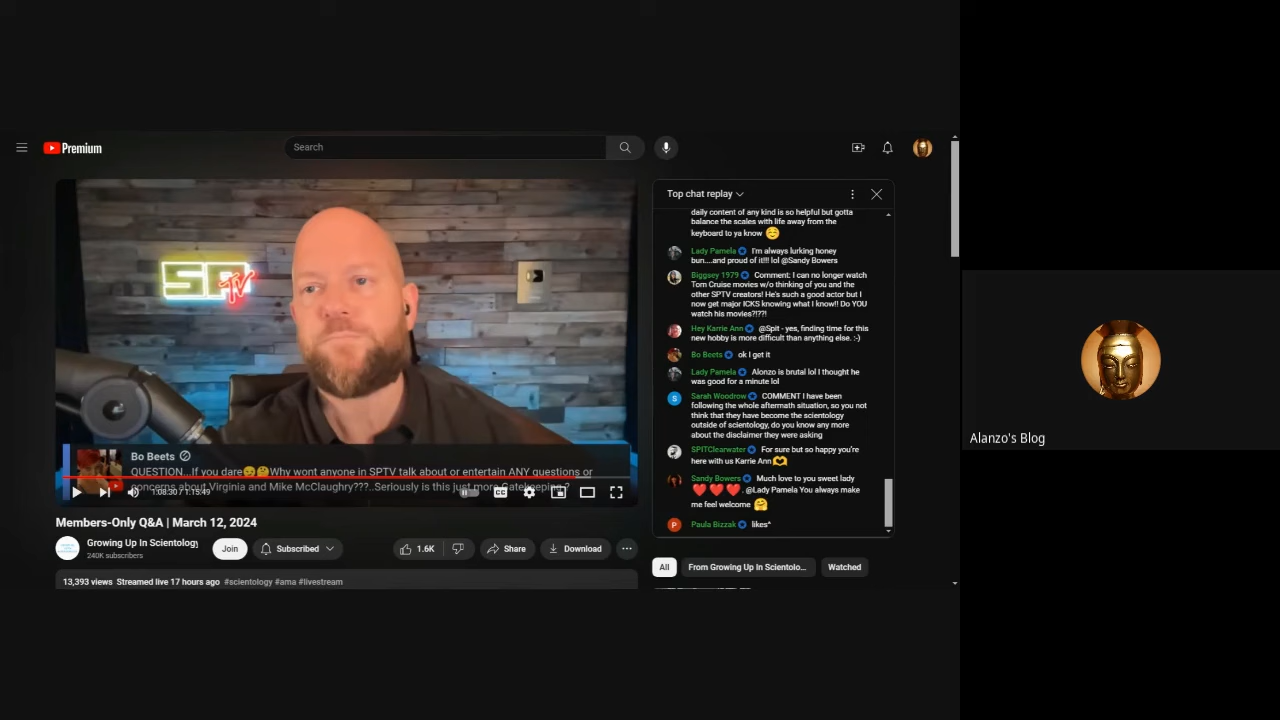 Premium
Search
Top chat replay
daily content of any kind is so helpful but gotta
balance the scales with life away from the
keyboard to ya know ☺️
Lady Pamela I'm always lurking honey
bun....and proud of it!!! lol @Sandy Bowers
Biggsey 1979 Comment: I can no longer watch
Tom Cruise movies w/o thinking of you and the
other SPTV creators! He's such a good actor but I
now get major ICKS knowing what I know!! Do YOU
watch his movies?!?!
Hey Karrie Ann @Spit - yes, finding time for this
new hobby is more difficult than anything else. :-)
Bo Beets ok I get it
Lady Pamela Alonzo is brutal lol I thought he
was good for a minute lol
Sarah Woodrow COMMENT I have been
following the whole aftermath situation, so you not
think that they have become the scientology
outside of scientology, do you know any more
about the disclaimer they were asking
SPITClearwater For sure but so happy you're
here with us Karrie Ann🫶
Sandy Bowers Much love to you sweet lady
❤️❤️❤️. @Lady Pamela You always make
me feel welcome 🤗
Paula Bizzak likes*
SPTV
Bo Beets
QUESTION...If you dare😏🤔Why wont anyone in SPTV talk about or entertain ANY questions or
concerns about Virginia and Mike McClaughry???..Seriously is this just more Gatekeeping ?
1:08:30 / 1:15:49
CC
Members-Only Q&A | March 12, 2024
Growing Up In Scientology
240K subscribers
Join
Subscribed
1.6K
Share
Download
13,393 views Streamed live 17 hours ago #scientology #ama #livestream
All
From Growing Up In Scientolo...
Watched
Alanzo's Blog